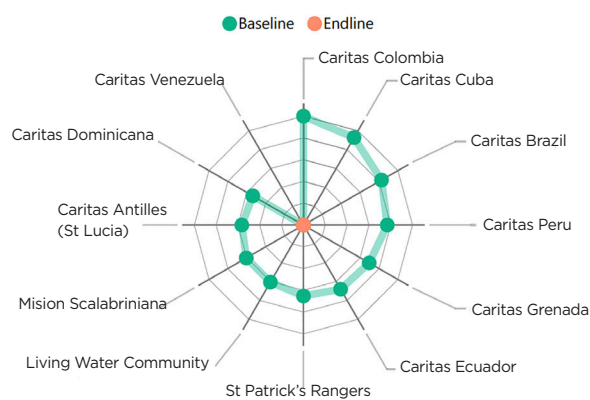 Baseline Endline
Caritas Colombia
Caritas Venezuela
Caritas Cuba
Caritas Dominicana
Caritas Brazil
Caritas Antilles
(St Lucia)
Caritas Peru
Mision Scalabriniana
Caritas Grenada
Living Water Community
Caritas Ecuador
St Patrick's Rangers